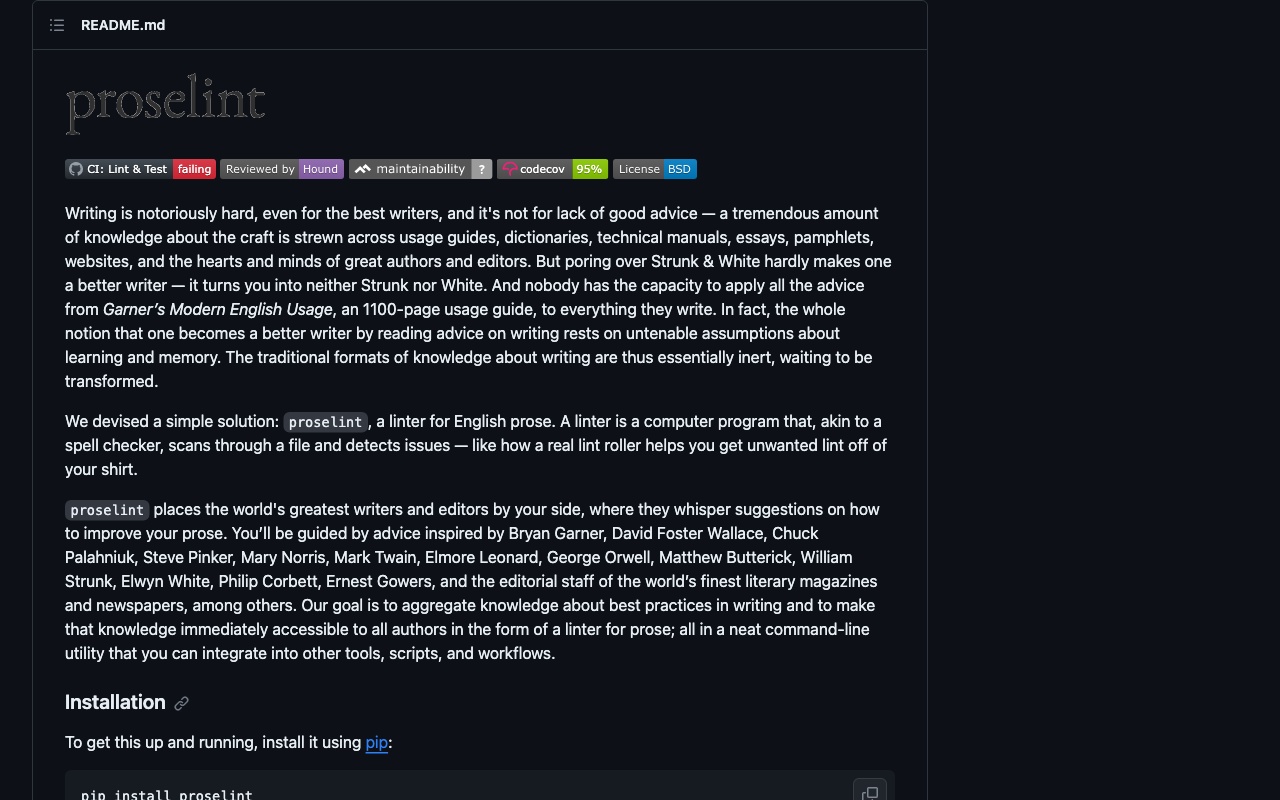 README.md
proselint
CI: Lint & Test failing Reviewed by Hound maintainability ? codecov 95% License BSD
Writing is notoriously hard, even for the best writers, and it's not for lack of good advice — a tremendous amount
of knowledge about the craft is strewn across usage guides, dictionaries, technical manuals, essays, pamphlets,
websites, and the hearts and minds of great authors and editors. But poring over Strunk & White hardly makes one
a better writer — it turns you into neither Strunk nor White. And nobody has the capacity to apply all the advice
from Garner’s Modern English Usage, an 1100-page usage guide, to everything they write. In fact, the whole
notion that one becomes a better writer by reading advice on writing rests on untenable assumptions about
learning and memory. The traditional formats of knowledge about writing are thus essentially inert, waiting to be
transformed.
We devised a simple solution: proselint, a linter for English prose. A linter is a computer program that, akin to a
spell checker, scans through a file and detects issues — like how a real lint roller helps you get unwanted lint off of
your shirt.
proselint places the world's greatest writers and editors by your side, where they whisper suggestions on how
to improve your prose. You’ll be guided by advice inspired by Bryan Garner, David Foster Wallace, Chuck
Palahniuk, Steve Pinker, Mary Norris, Mark Twain, Elmore Leonard, George Orwell, Matthew Butterick, William
Strunk, Elwyn White, Philip Corbett, Ernest Gowers, and the editorial staff of the world’s finest literary magazines
and newspapers, among others. Our goal is to aggregate knowledge about best practices in writing and to make
that knowledge immediately accessible to all authors in the form of a linter for prose; all in a neat command-line
utility that you can integrate into other tools, scripts, and workflows.
Installation
To get this up and running, install it using pip:
pip install proselint